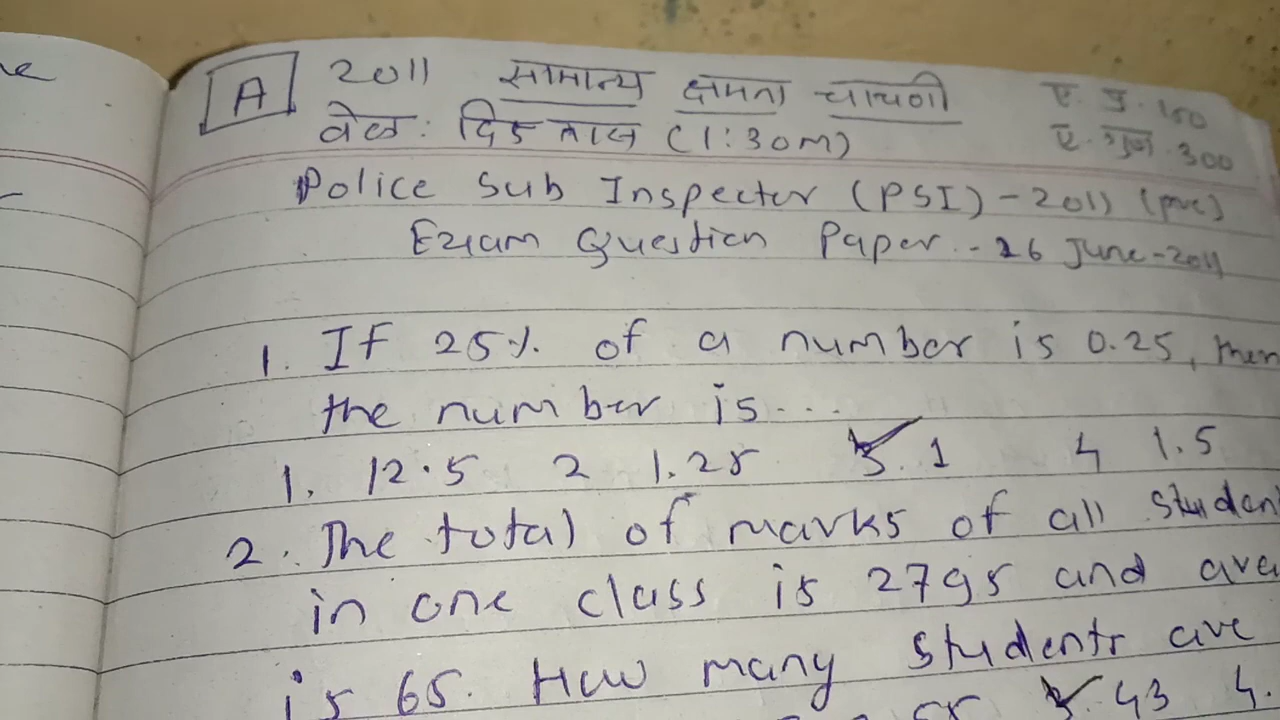 A 2011 सामान्य क्षमता चाचणी ए. प्र. 150
वेळ: दिड तास (1:30m) ए. गुण. 300
Police Sub Inspector (PSI) - 2011 (pre)
Exam Question Paper.. 26 June-2011
1. If 25% of a number is 0.25, then
the number is...
1. 12.5 2 1.25 3. 1 4 1.5
2. The total of marks of all student
in one class is 2795 and ave
is 65. How many students are
3. 43 4.